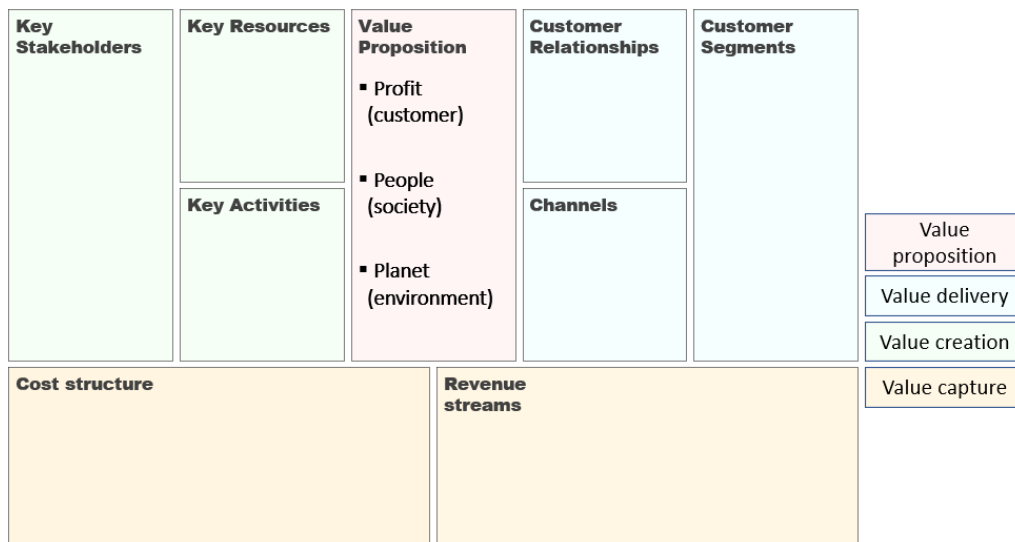 Key
Stakeholders
Key Resources
Key Activities
Value
Proposition
▪ Profit
(customer)
▪ People
(society)
▪ Planet
(environment)
Customer
Relationships
Channels
Customer
Segments
Cost structure
Revenue
streams
Value
proposition
Value delivery
Value creation
Value capture